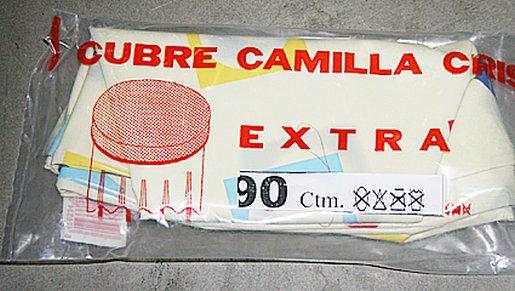 CUBRE CAMILLA CRIS
EXTRA
90 Ctm.